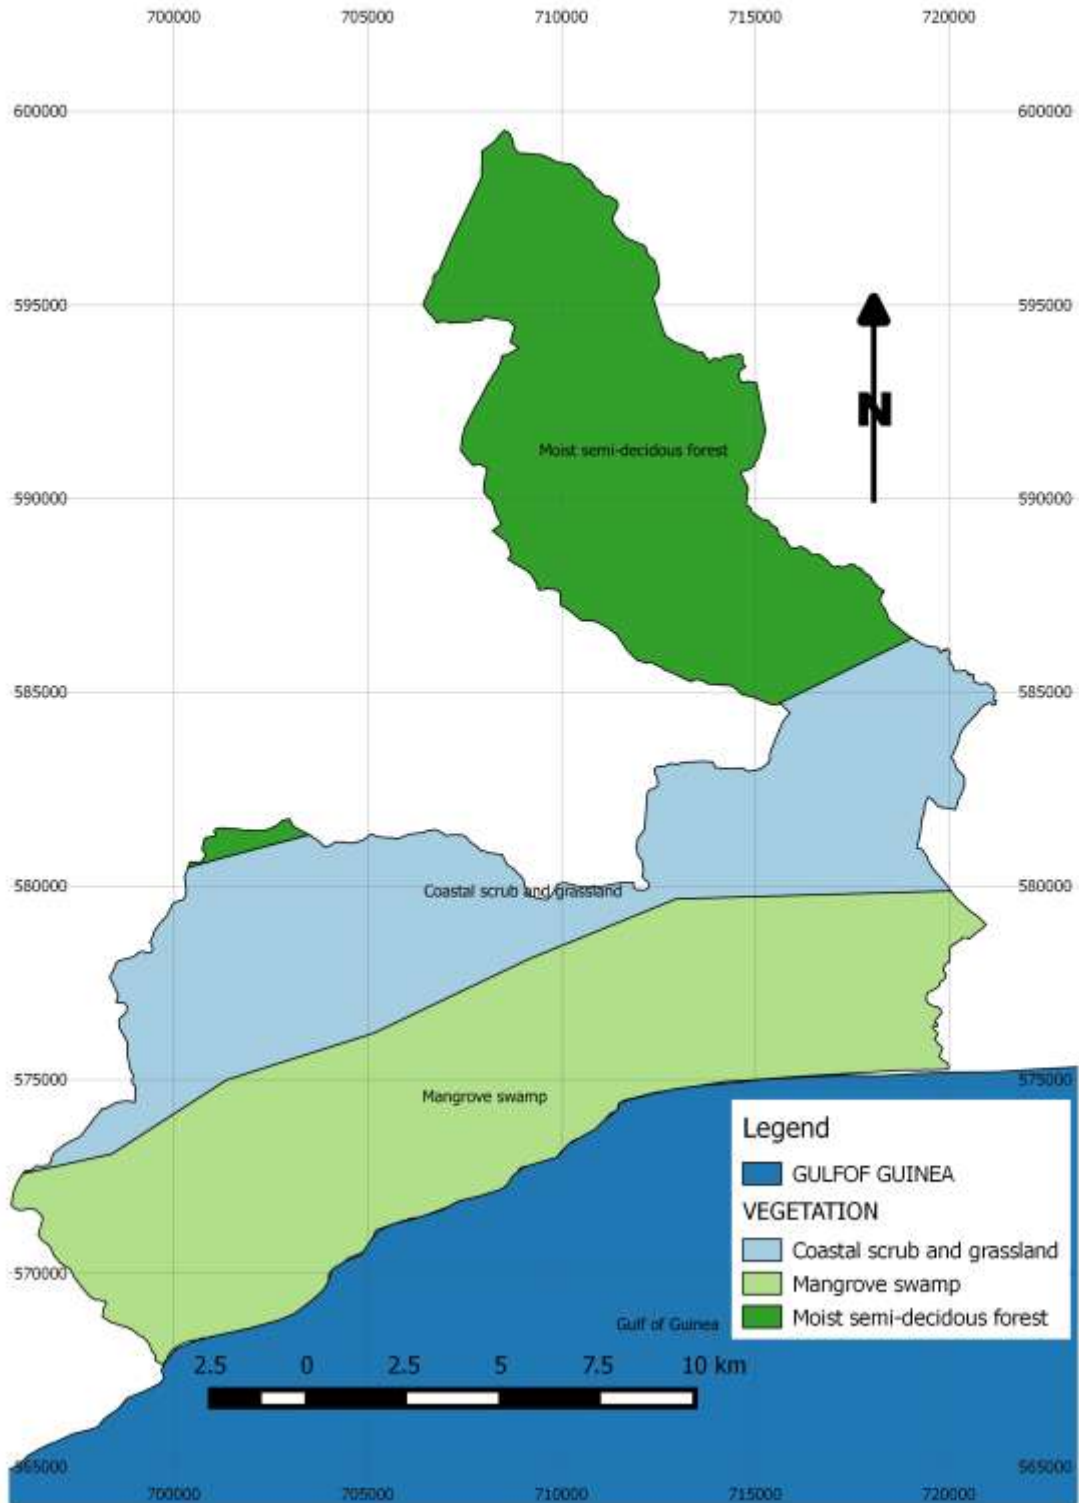 700000 705000 710000 715000 720000
600000 600000
595000 595000
N
Moist semi-decidous forest
590000 590000
585000 585000
580000 580000
Coastal scrub and grassland
575000 575000
Mangrove swamp
Legend
GULFOF GUINEA
VEGETATION
Coastal scrub and grassland
Mangrove swamp
Moist semi-decidous forest
570000
Gulf of Guinea
2.5 0 2.5 5 7.5 10 km
565000 565000
700000 705000 710000 715000 720000